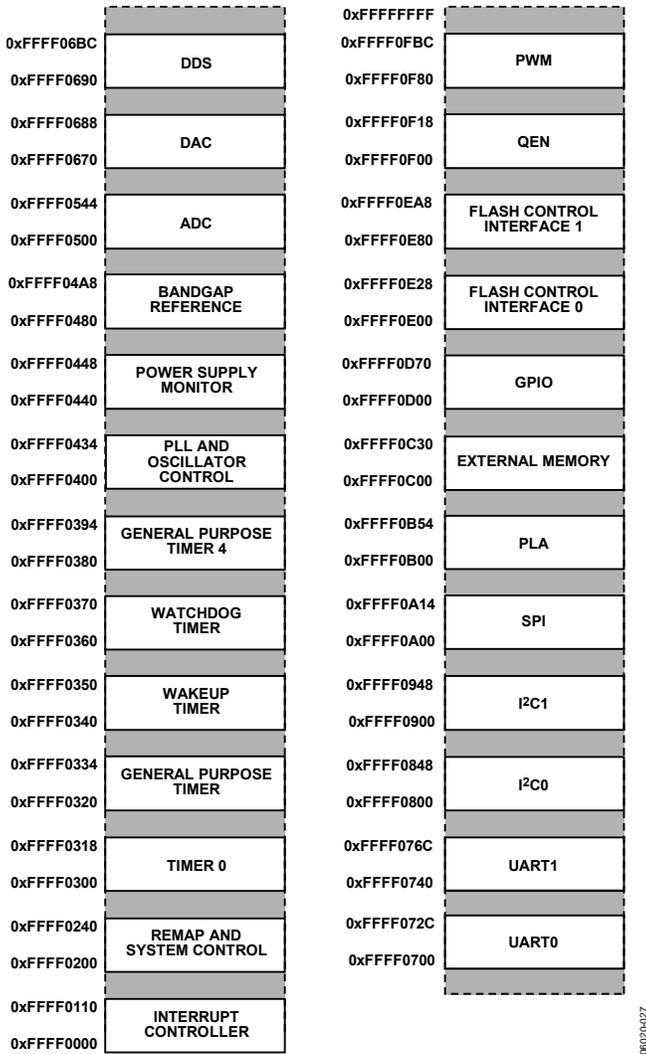 0xFFFF06BC
DDS
0xFFFF0690
0xFFFF0688
DAC
0xFFFF0670
0xFFFF0544
ADC
0xFFFF0500
0xFFFF04A8
BANDGAP
REFERENCE
0xFFFF0480
0xFFFF0448
POWER SUPPLY
MONITOR
0xFFFF0440
0xFFFF0434
PLL AND
OSCILLATOR
CONTROL
0xFFFF0400
0xFFFF0394
GENERAL PURPOSE
TIMER 4
0xFFFF0380
0xFFFF0370
WATCHDOG
TIMER
0xFFFF0360
0xFFFF0350
WAKEUP
TIMER
0xFFFF0340
0xFFFF0334
GENERAL PURPOSE
TIMER
0xFFFF0320
0xFFFF0318
TIMER 0
0xFFFF0300
0xFFFF0240
REMAP AND
SYSTEM CONTROL
0xFFFF0200
0xFFFF0110
INTERRUPT
CONTROLLER
0xFFFF0000
0xFFFFFFFF
0xFFFF0FBC
PWM
0xFFFF0F80
0xFFFF0F18
QEN
0xFFFF0F00
0xFFFF0EA8
FLASH CONTROL
INTERFACE 1
0xFFFF0E80
0xFFFF0E28
FLASH CONTROL
INTERFACE 0
0xFFFF0E00
0xFFFF0D70
GPIO
0xFFFF0D00
0xFFFF0C30
EXTERNAL MEMORY
0xFFFF0C00
0xFFFF0B54
PLA
0xFFFF0B00
0xFFFF0A14
SPI
0xFFFF0A00
0xFFFF0948
I²C1
0xFFFF0900
0xFFFF0848
I²C0
0xFFFF0800
0xFFFF076C
UART1
0xFFFF0740
0xFFFF072C
UART0
0xFFFF0700
06020-027